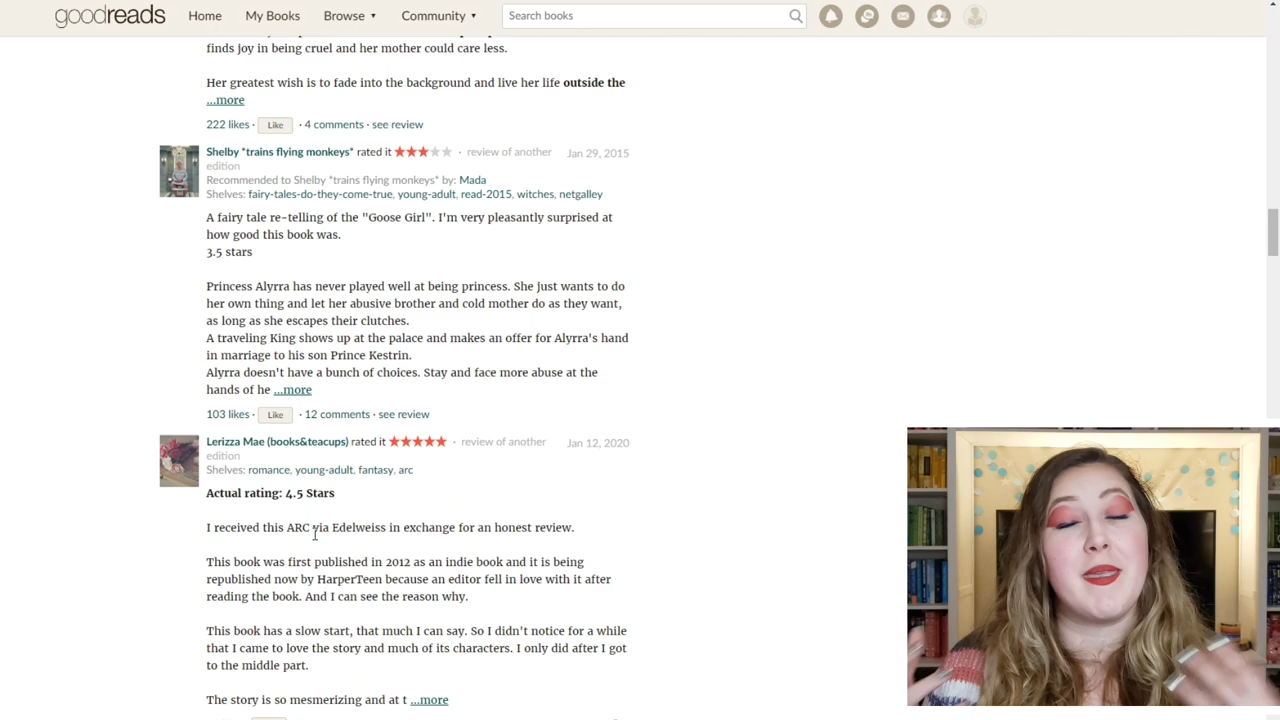 goodreads Home My Books Browse ▾ Community ▾ Search books
finds joy in being cruel and her mother could care less.
Her greatest wish is to fade into the background and live her life outside the
...more
222 likes · Like · 4 comments · see review
Shelby *trains flying monkeys* rated it ★★★★★ · review of another Jan 29, 2015
edition
Recommended to Shelby *trains flying monkeys* by: Mada
Shelves: fairy-tales-do-they-come-true, young-adult, read-2015, witches, netgalley
A fairy tale re-telling of the "Goose Girl". I'm very pleasantly surprised at
how good this book was.
3.5 stars
Princess Alyrra has never played well at being princess. She just wants to do
her own thing and let her abusive brother and cold mother do as they want,
as long as she escapes their clutches.
A traveling King shows up at the palace and makes an offer for Alyrra's hand
in marriage to his son Prince Kestrin.
Alyrra doesn't have a bunch of choices. Stay and face more abuse at the
hands of he ...more
103 likes · Like · 12 comments · see review
Lerizza Mae (books&teacups) rated it ★★★★★ · review of another Jan 12, 2020
edition
Shelves: romance, young-adult, fantasy, arc
Actual rating: 4.5 Stars
I received this ARC via Edelweiss in exchange for an honest review.
This book was first published in 2012 as an indie book and it is being
republished now by HarperTeen because an editor fell in love with it after
reading the book. And I can see the reason why.
This book has a slow start, that much I can say. So I didn't notice for a while
that I came to love the story and much of its characters. I only did after I got
to the middle part.
The story is so mesmerizing and at t ...more